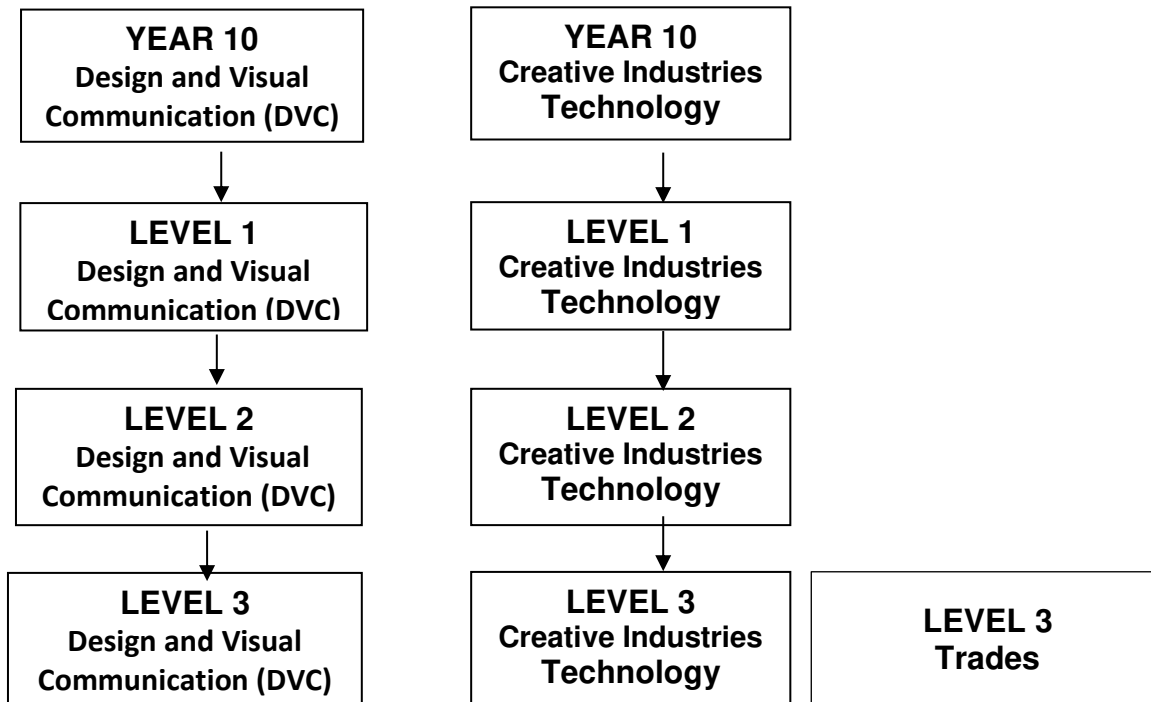 YEAR 10
Design and Visual
Communication (DVC)
YEAR 10
Creative Industries
Technology
LEVEL 1
Design and Visual
Communication (DVC)
LEVEL 1
Creative Industries
Technology
LEVEL 2
Design and Visual
Communication (DVC)
LEVEL 2
Creative Industries
Technology
LEVEL 3
Design and Visual
Communication (DVC)
LEVEL 3
Creative Industries
Technology
LEVEL 3
Trades